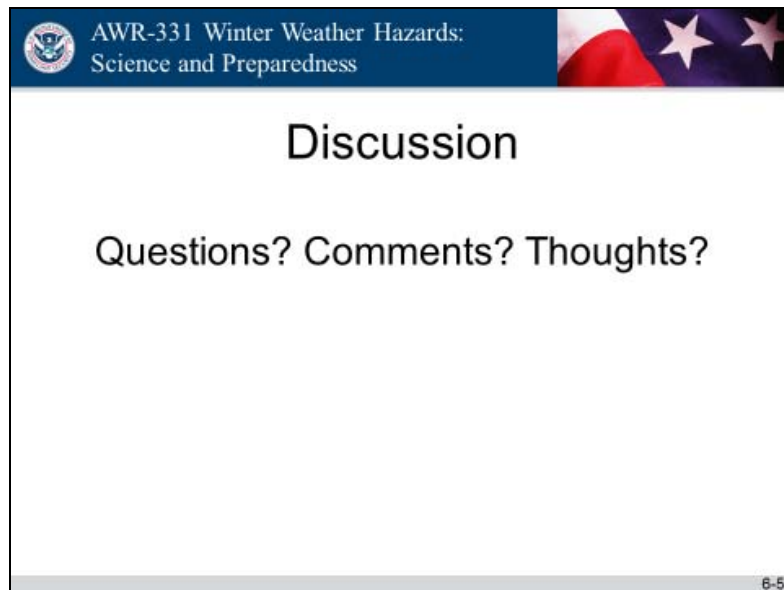 AWR-331 Winter Weather Hazards:
Science and Preparedness
Discussion
Questions? Comments? Thoughts?
6-5